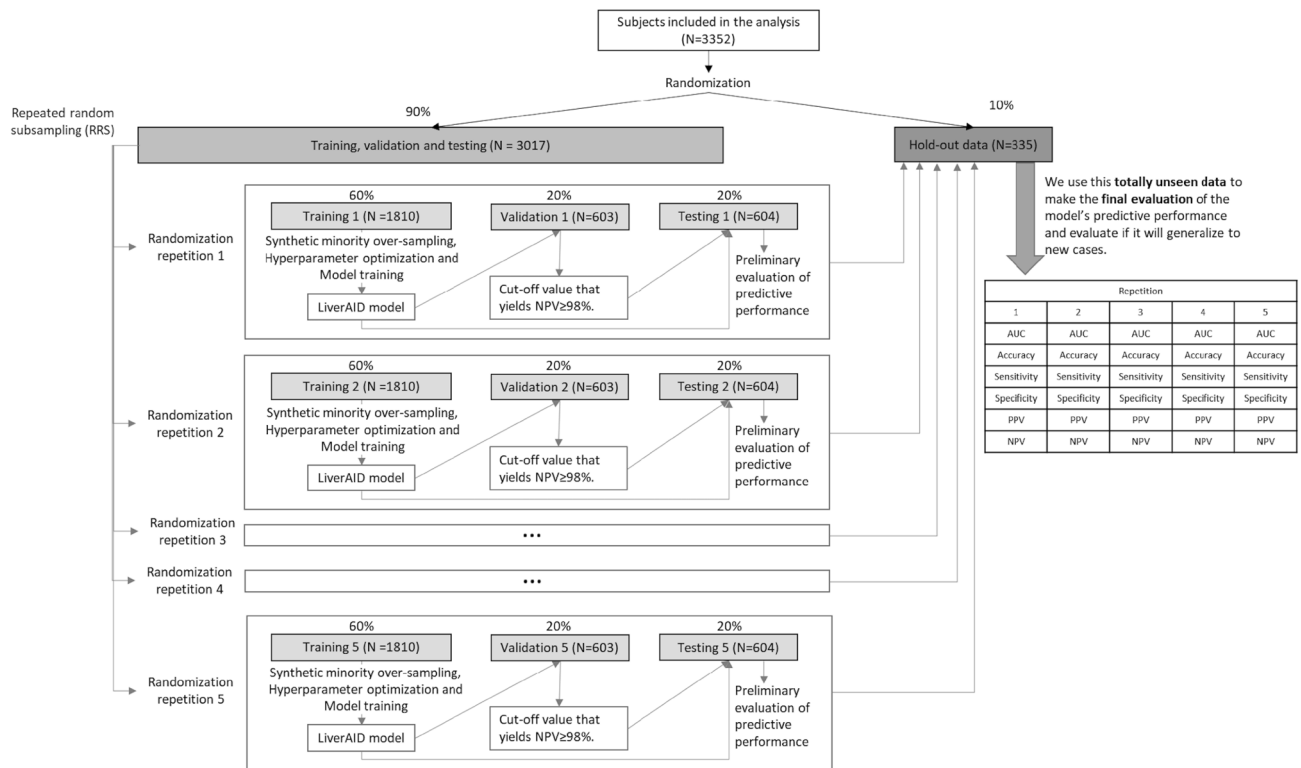 Subjects included in the analysis
(N=3352)
Randomization
90%
10%
Repeated random
subsampling (RRS)
Training, validation and testing (N = 3017)
Hold-out data (N=335)
We use this totally unseen data to
make the final evaluation of the
model's predictive performance
and evaluate if it will generalize to
new cases.
Randomization
repetition 1
60%
Training 1 (N =1810)
Synthetic minority over-sampling,
Hyperparameter optimization and
Model training
LiverAID model
20%
Validation 1 (N=603)
Cut-off value that
yields NPV≥98%.
20%
Testing 1 (N=604)
Preliminary
evaluation of
predictive
performance
Repetition
1 2 3 4 5
AUC AUC AUC AUC AUC
Accuracy Accuracy Accuracy Accuracy Accuracy
Sensitivity Sensitivity Sensitivity Sensitivity Sensitivity
Specificity Specificity Specificity Specificity Specificity
PPV PPV PPV PPV PPV
NPV NPV NPV NPV NPV
Randomization
repetition 2
60%
Training 2 (N =1810)
Synthetic minority over-sampling,
Hyperparameter optimization and
Model training
LiverAID model
20%
Validation 2 (N=603)
Cut-off value that
yields NPV≥98%.
20%
Testing 2 (N=604)
Preliminary
evaluation of
predictive
performance
Randomization
repetition 3
...
Randomization
repetition 4
...
Randomization
repetition 5
60%
Training 5 (N =1810)
Synthetic minority over-sampling,
Hyperparameter optimization and
Model training
LiverAID model
20%
Validation 5 (N=603)
Cut-off value that
yields NPV≥98%.
20%
Testing 5 (N=604)
Preliminary
evaluation of
predictive
performance